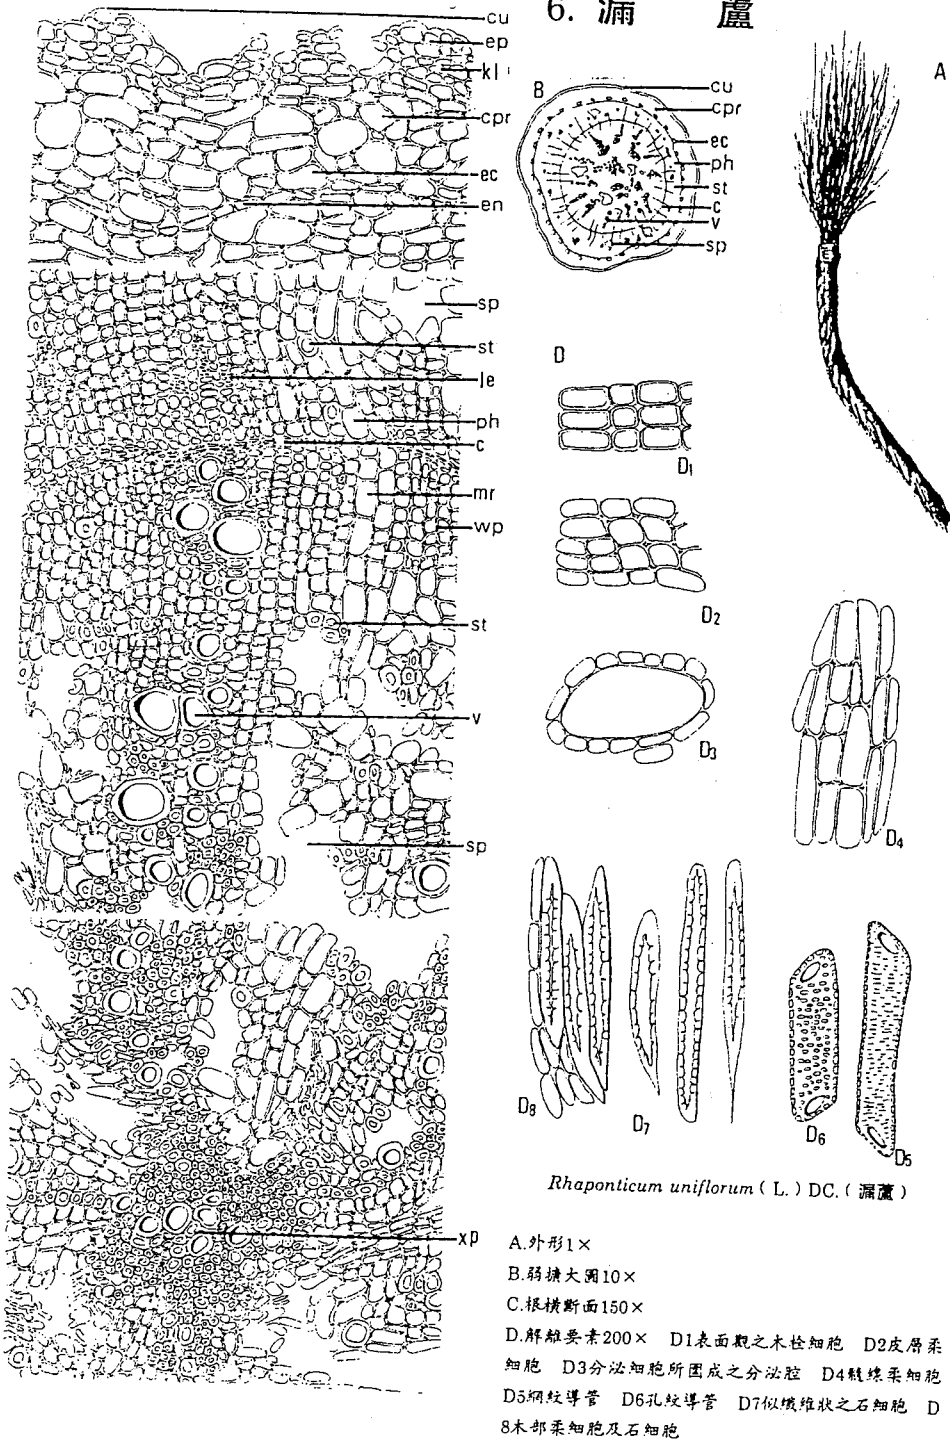 6. 漏 盧
cu
ep
kl
cpr
ec
en
sp
st
le
ph
c
mr
wp
st
v
sp
xp
B
cu
cpr
ec
ph
st
c
v
sp
A
D
D1
D2
D3
D4
D8
D7
D6
D5
Rhaponticum uniflorum (L.) DC. (漏蘆)
A.外形1×
B.弱擴大圖10×
C.根橫斷面150×
D.解離要素200× D1表面觀之木栓細胞 D2皮層柔
細胞 D3分泌細胞所圍成之分泌腔 D4髓線柔細胞
D5網紋導管 D6孔紋導管 D7似纖維狀之石細胞 D
8木部柔細胞及石細胞